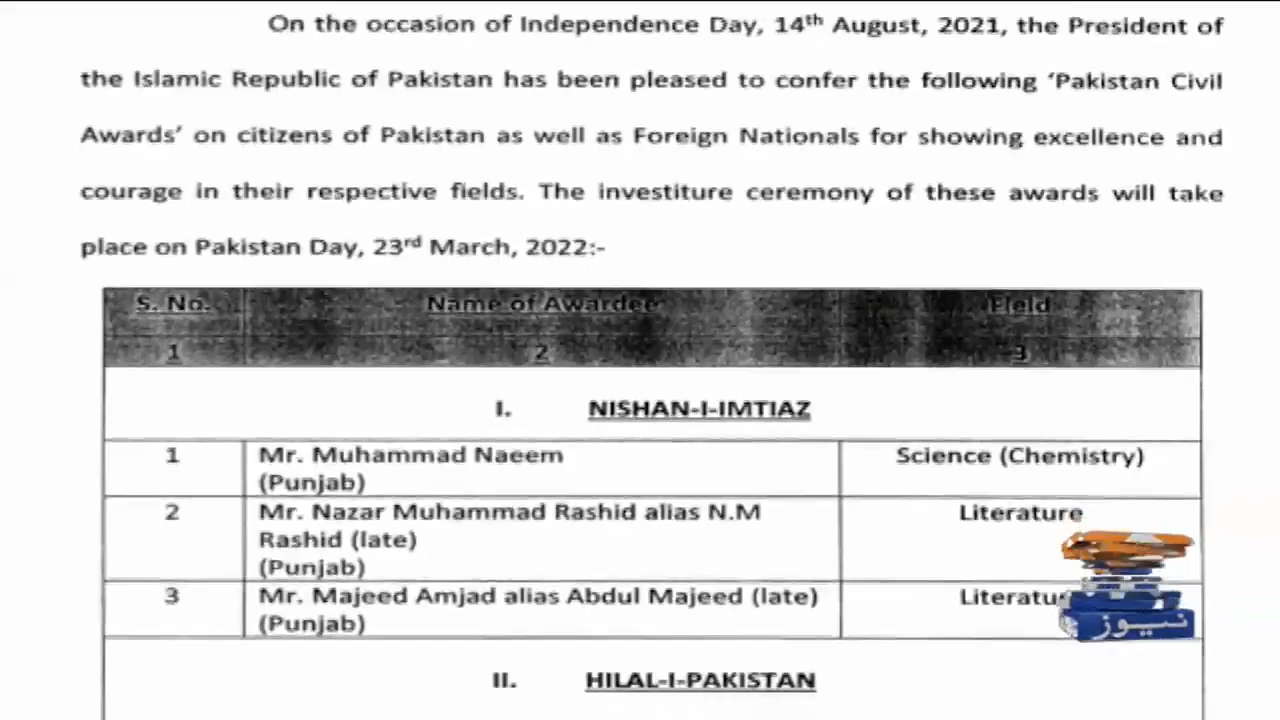 On the occasion of Independence Day, 14th August, 2021, the President of
the Islamic Republic of Pakistan has been pleased to confer the following ‘Pakistan Civil
Awards’ on citizens of Pakistan as well as Foreign Nationals for showing excellence and
courage in their respective fields. The investiture ceremony of these awards will take
place on Pakistan Day, 23rd March, 2022:-
S. No. Name of Awardee Field
1 2 3
I. NISHAN-I-IMTIAZ
1 Mr. Muhammad Naeem Science (Chemistry)
(Punjab)
2 Mr. Nazar Muhammad Rashid alias N.M Literature
Rashid (late)
(Punjab)
3 Mr. Majeed Amjad alias Abdul Majeed (late) Literatu
(Punjab)
نیوز
II. HILAL-I-PAKISTAN